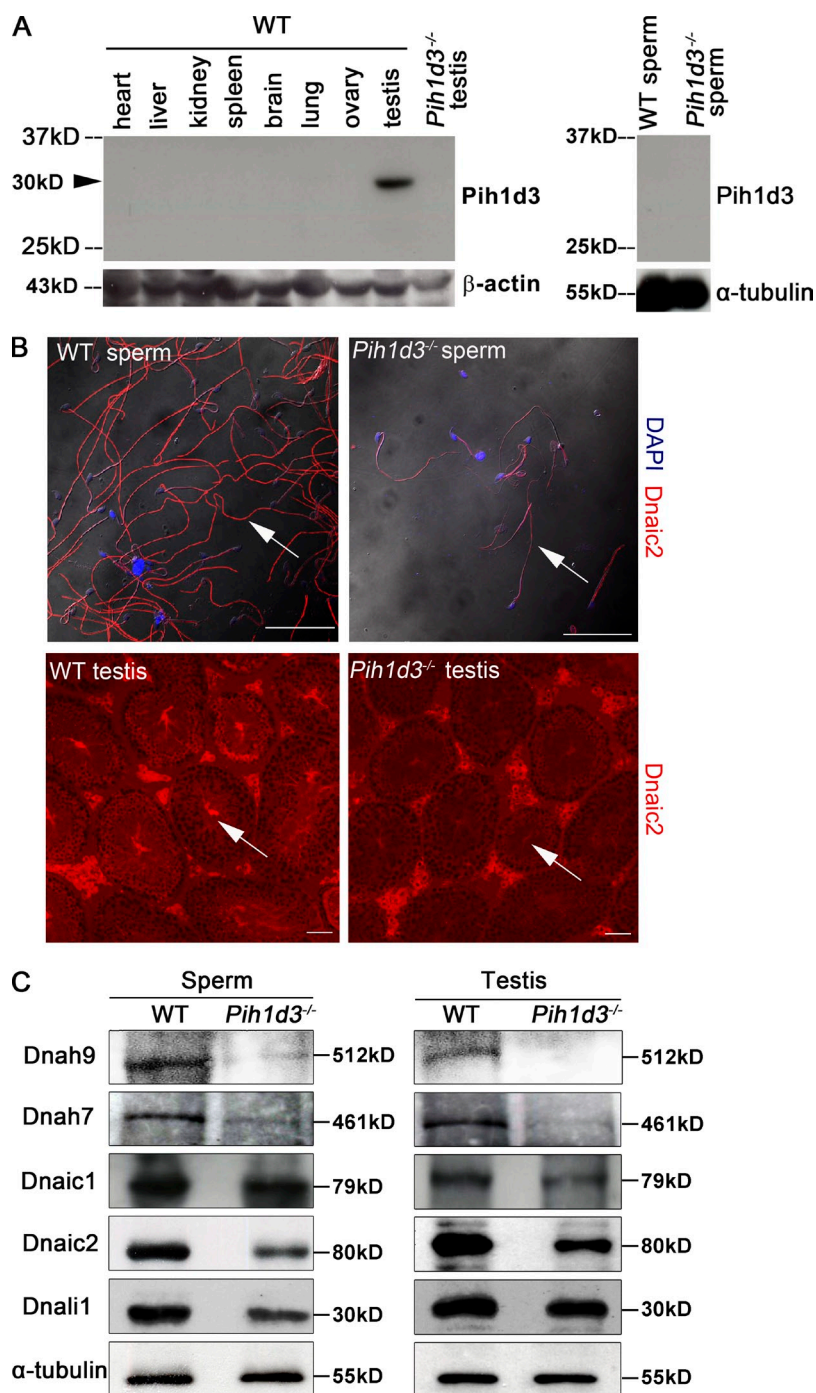 A
WT
heart
liver
kidney
spleen
brain
lung
ovary
testis
Pih1d3-/-
testis
37kD
30kD
25kD
43kD
Pih1d3
β-actin
WT sperm
Pih1d3-/-
sperm
37kD
25kD
55kD
Pih1d3
α-tubulin
B
WT sperm
Pih1d3-/- sperm
DAPI
Dnaic2
WT testis
Pih1d3-/- testis
Dnaic2
C
Sperm
Testis
WT Pih1d3-/-
WT Pih1d3-/-
Dnah9 512kD 512kD
Dnah7 461kD 461kD
Dnaic1 79kD 79kD
Dnaic2 80kD 80kD
Dnali1 30kD 30kD
α-tubulin 55kD 55kD